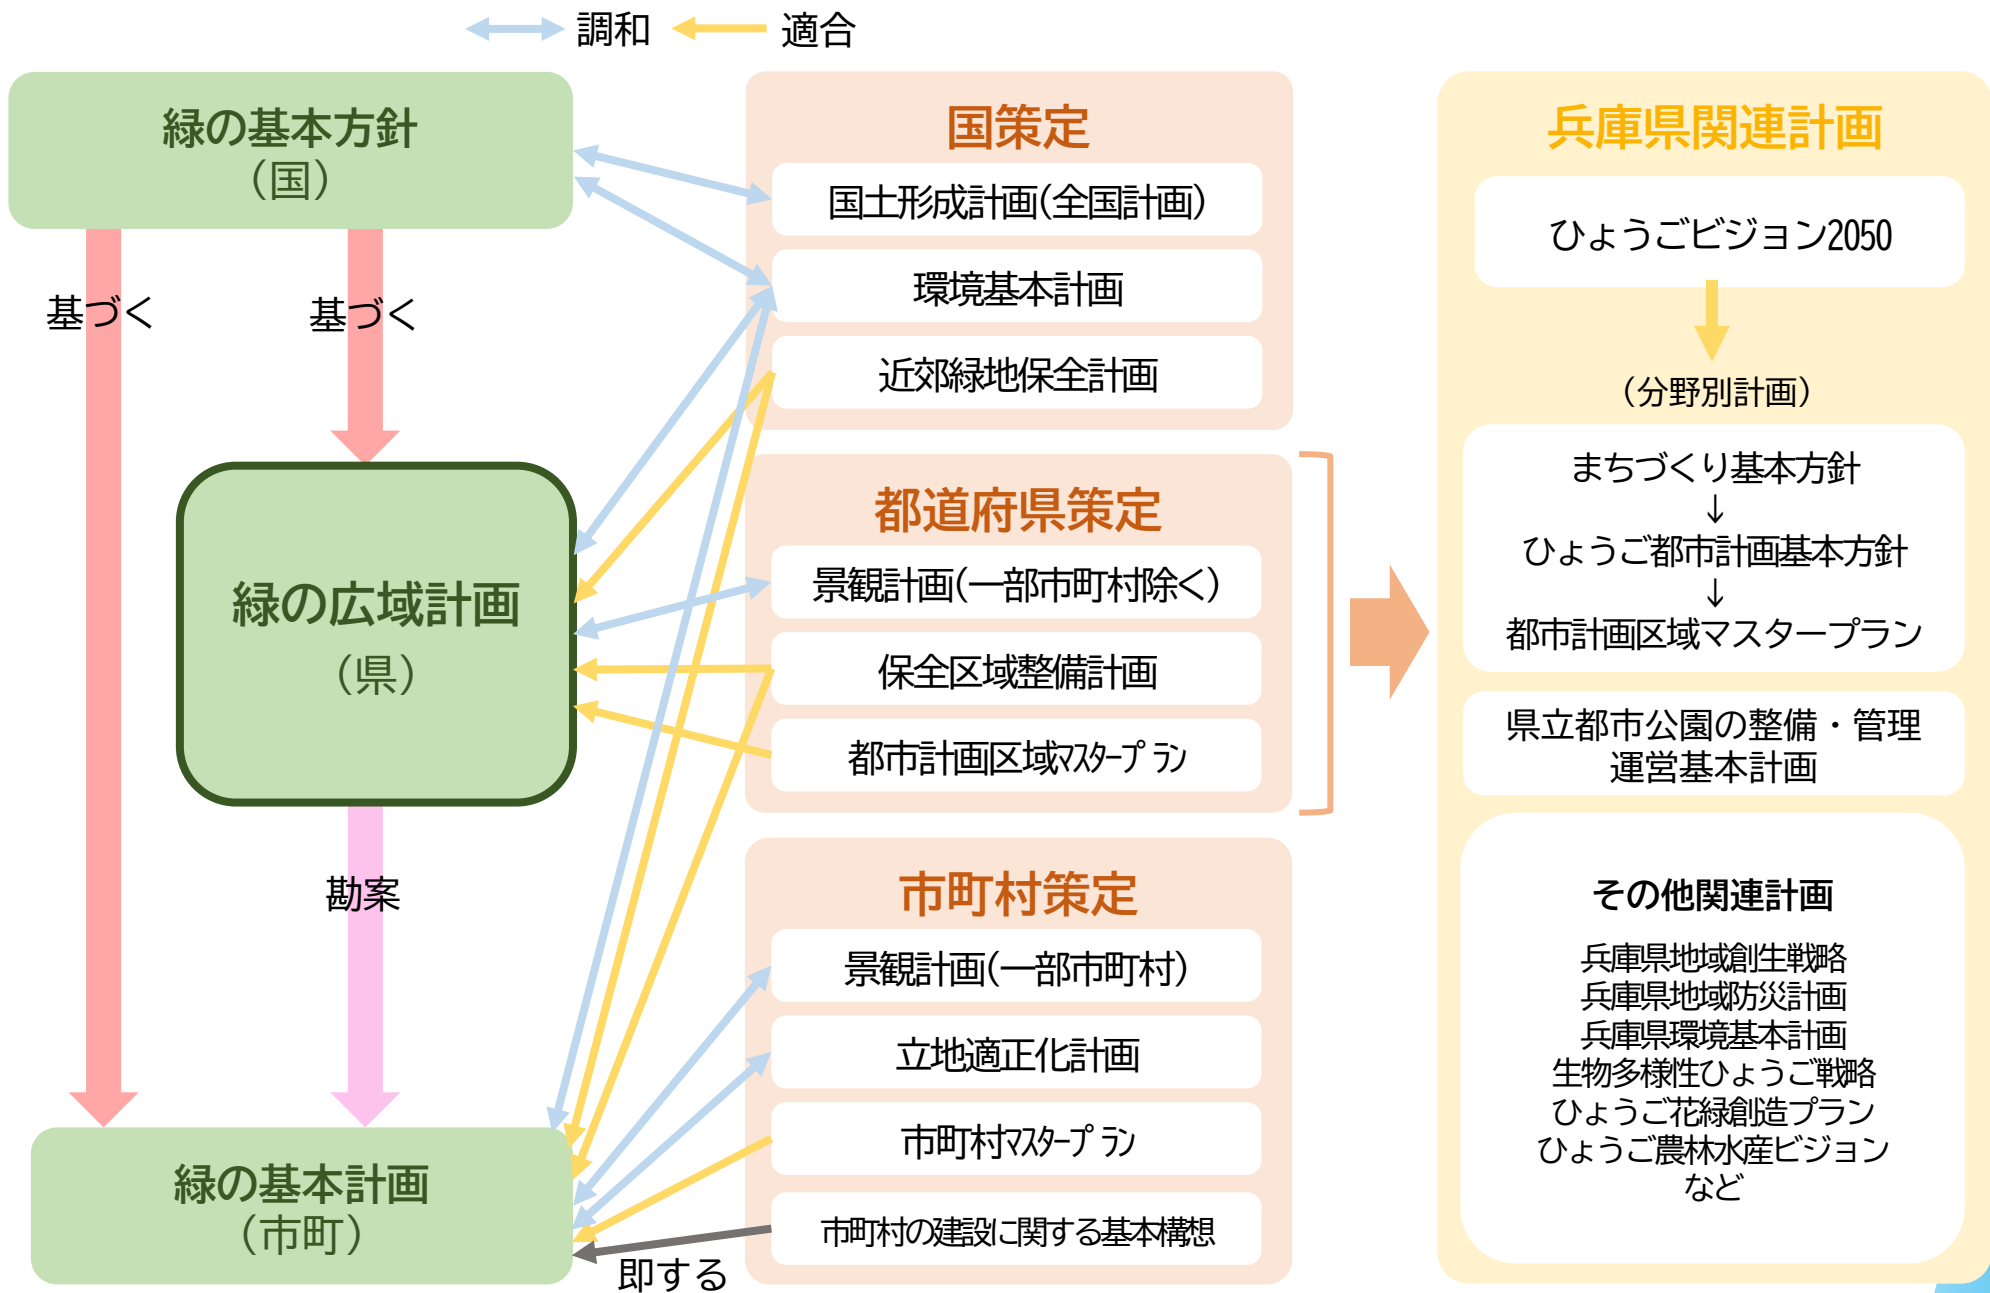 調和
適合
緑の基本方針
（国）
基づく
基づく
緑の広域計画
（県）
勘案
緑の基本計画
（市町）
国策定
国土形成計画(全国計画)
環境基本計画
近郊緑地保全計画
都道府県策定
景観計画(一部市町村除く)
保全区域整備計画
都市計画区域ﾏｽﾀｰﾌﾟﾗﾝ
市町村策定
景観計画(一部市町村)
立地適正化計画
市町村ﾏｽﾀｰﾌﾟﾗﾝ
市町村の建設に関する基本構想
即する
兵庫県関連計画
ひょうごビジョン2050
（分野別計画）
まちづくり基本方針
↓
ひょうご都市計画基本方針
↓
都市計画区域マスタープラン
県立都市公園の整備・管理
運営基本計画
その他関連計画
兵庫県地域創生戦略
兵庫県地域防災計画
兵庫県環境基本計画
生物多様性ひょうご戦略
ひょうご花緑創造プラン
ひょうご農林水産ビジョン
など